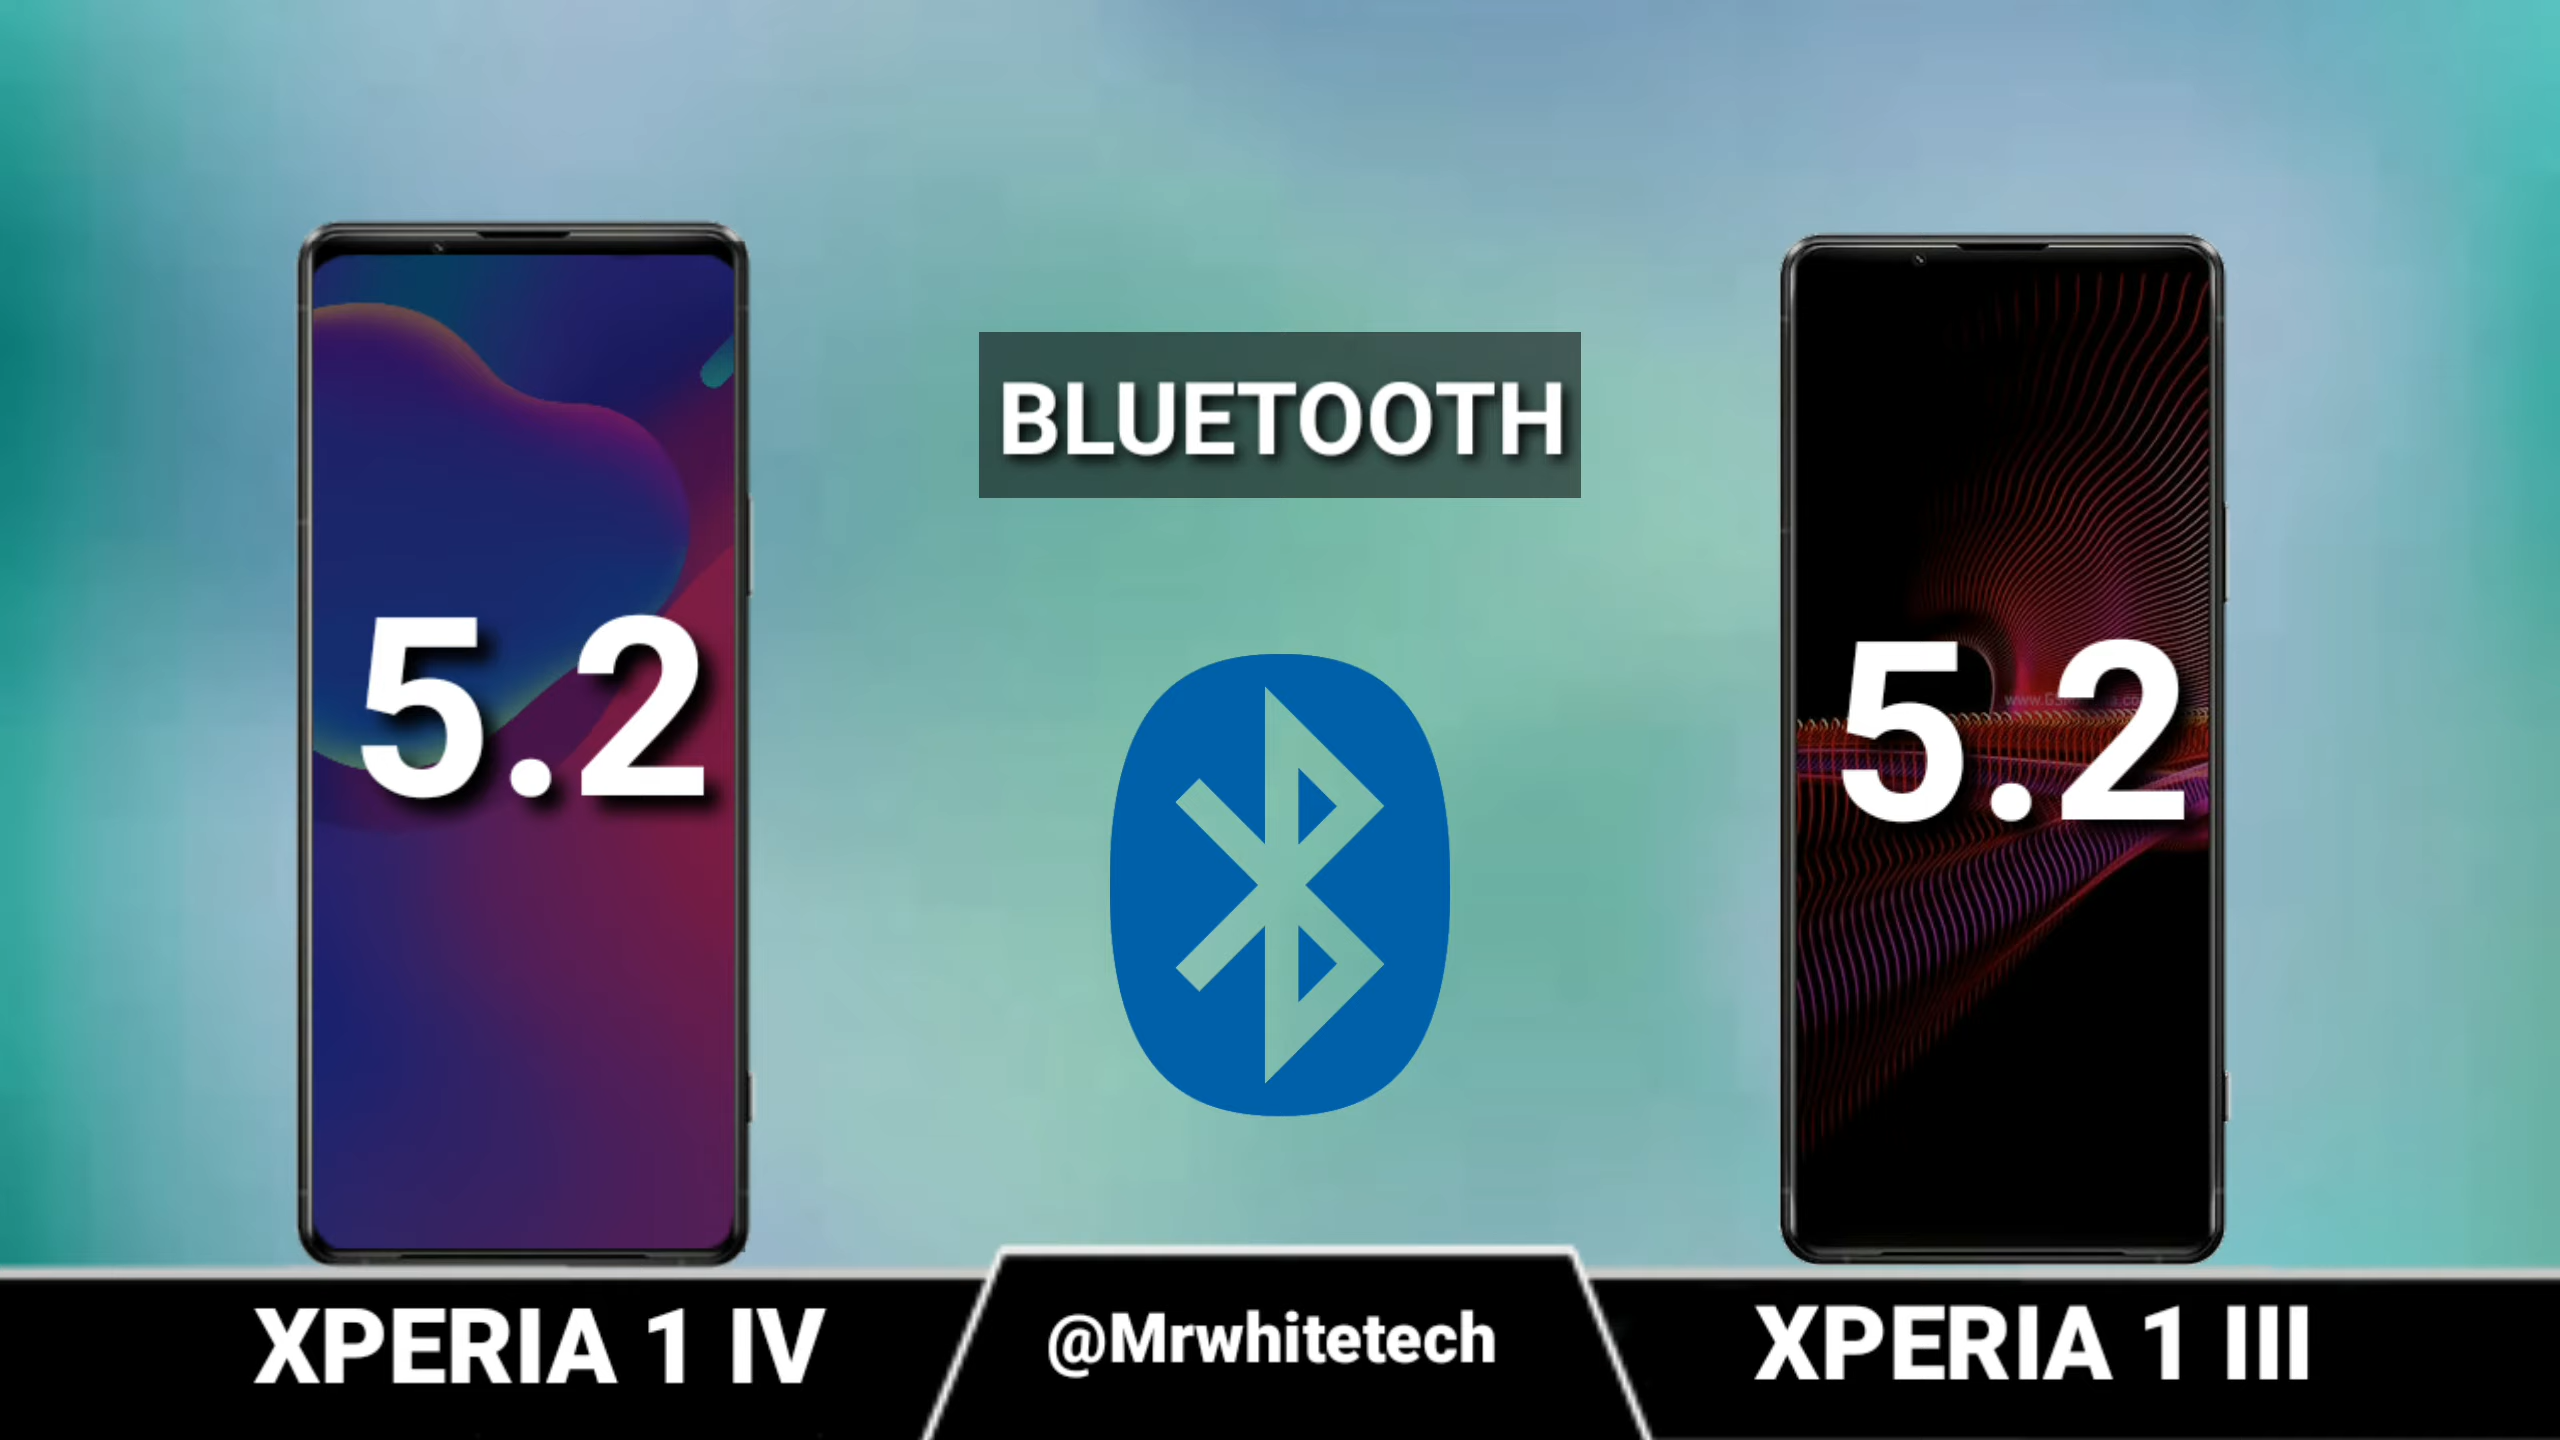 BLUETOOTH
5.2
5.2
XPERIA 1 IV
@Mrwhitetech
XPERIA 1 III